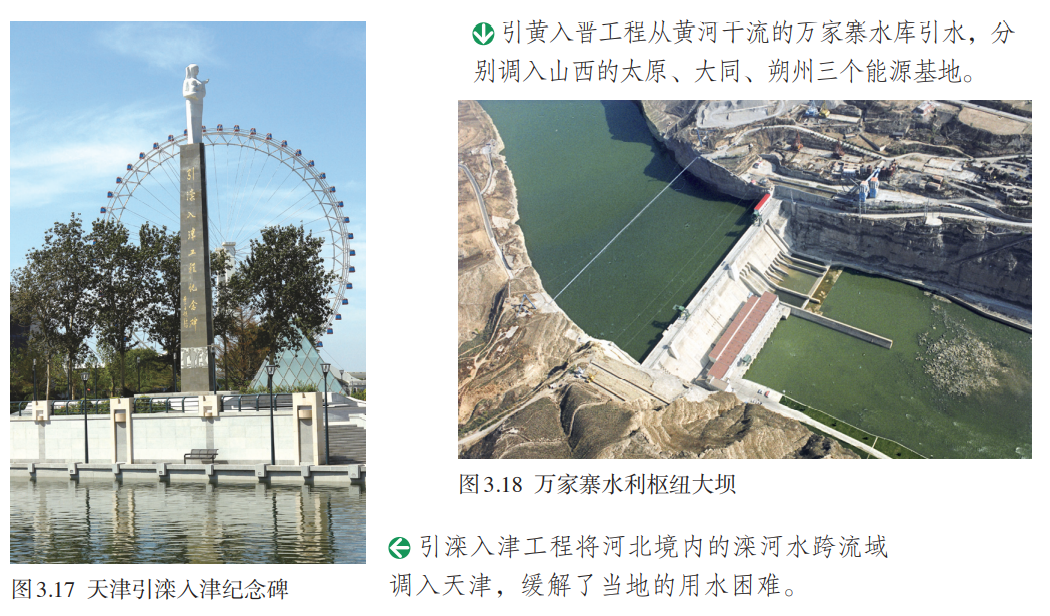 引黄入晋工程从黄河干流的万家寨水库引水，分
别调入山西的太原、大同、朔州三个能源基地。
引滦入津工程纪念碑
图3.17 天津引滦入津纪念碑
图3.18 万家寨水利枢纽大坝
引滦入津工程将河北境内的滦河水跨流域
调入天津，缓解了当地的用水困难。